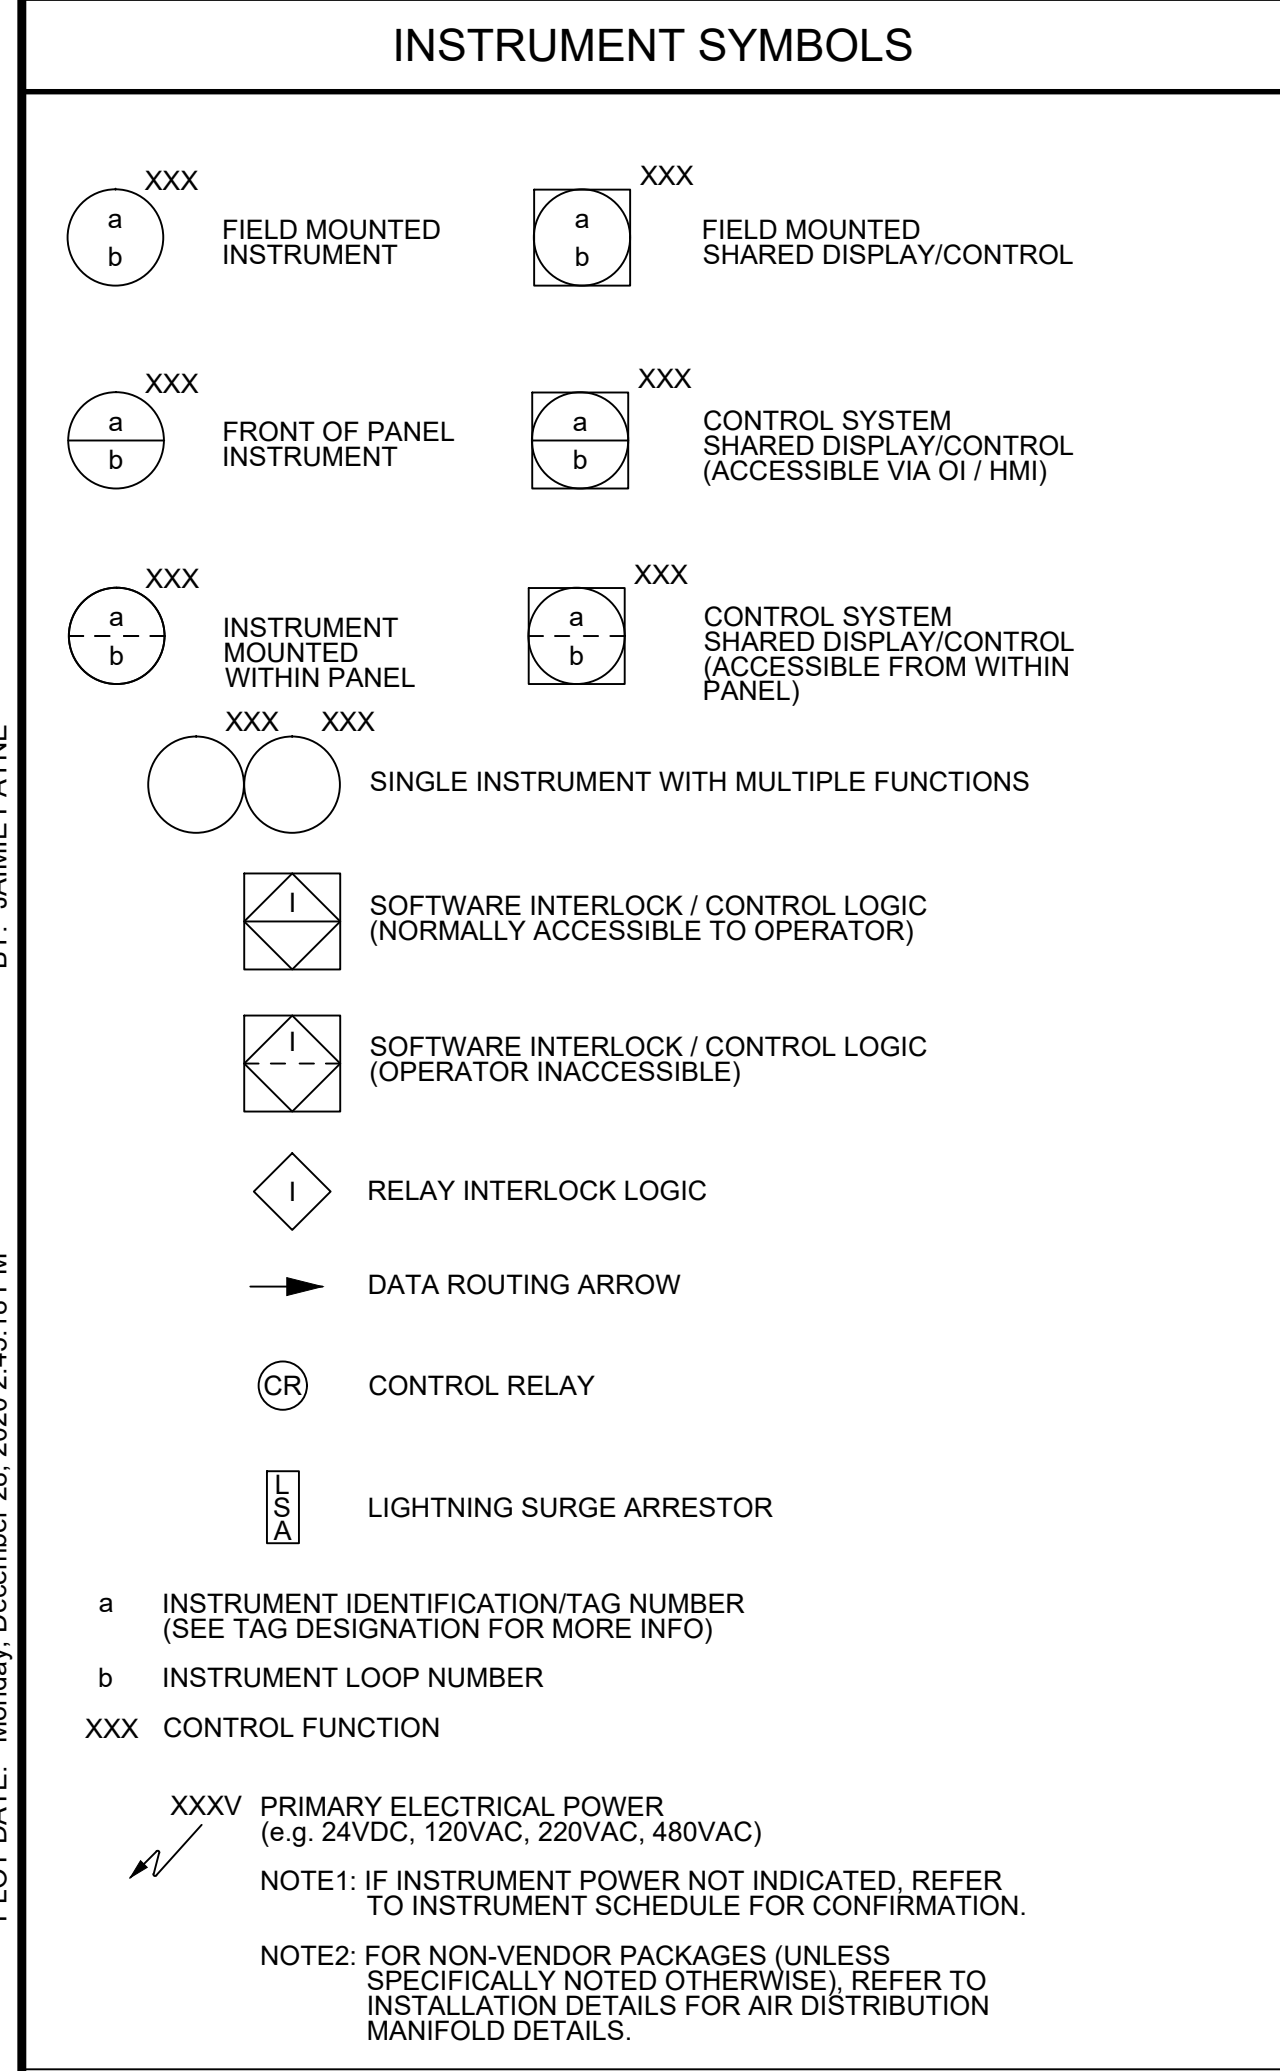 INSTRUMENT SYMBOLS
XXX
a
b
FIELD MOUNTED
INSTRUMENT
XXX
a
b
FIELD MOUNTED
SHARED DISPLAY/CONTROL
XXX
a
b
FRONT OF PANEL
INSTRUMENT
XXX
a
b
CONTROL SYSTEM
SHARED DISPLAY/CONTROL
(ACCESSIBLE VIA OI / HMI)
XXX
a
b
INSTRUMENT
MOUNTED
WITHIN PANEL
XXX
a
b
CONTROL SYSTEM
SHARED DISPLAY/CONTROL
(ACCESSIBLE FROM WITHIN
PANEL)
XXX XXX
SINGLE INSTRUMENT WITH MULTIPLE FUNCTIONS
I
SOFTWARE INTERLOCK / CONTROL LOGIC
(NORMALLY ACCESSIBLE TO OPERATOR)
I
SOFTWARE INTERLOCK / CONTROL LOGIC
(OPERATOR INACCESSIBLE)
I
RELAY INTERLOCK LOGIC
DATA ROUTING ARROW
CR
CONTROL RELAY
L
S
A
LIGHTNING SURGE ARRESTOR
a INSTRUMENT IDENTIFICATION/TAG NUMBER
(SEE TAG DESIGNATION FOR MORE INFO)
b INSTRUMENT LOOP NUMBER
XXX CONTROL FUNCTION
XXXV PRIMARY ELECTRICAL POWER
(e.g. 24VDC, 120VAC, 220VAC, 480VAC)
NOTE1: IF INSTRUMENT POWER NOT INDICATED, REFER
TO INSTRUMENT SCHEDULE FOR CONFIRMATION.
NOTE2: FOR NON-VENDOR PACKAGES (UNLESS
SPECIFICALLY NOTED OTHERWISE), REFER TO
INSTALLATION DETAILS FOR AIR DISTRIBUTION
MANIFOLD DETAILS.